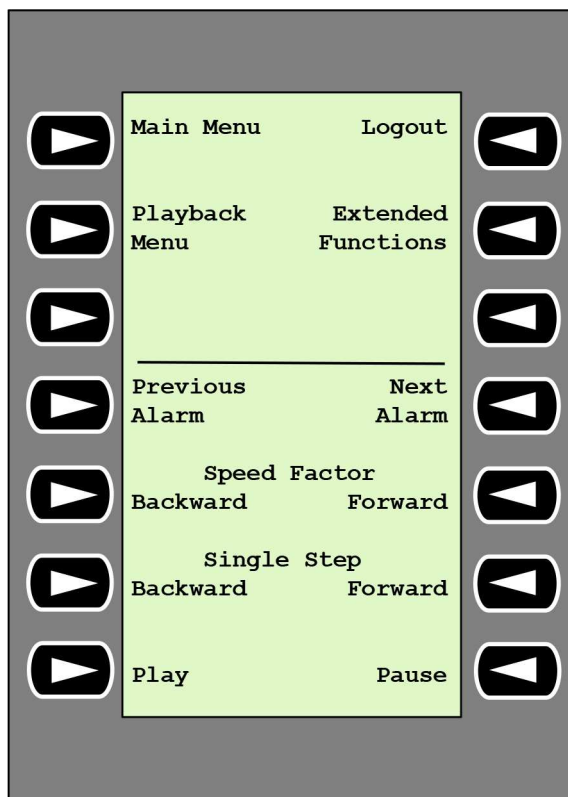 Main Menu Logout
Playback Extended
Menu Functions
Previous Next
Alarm Alarm
Speed Factor
Backward Forward
Single Step
Backward Forward
Play Pause